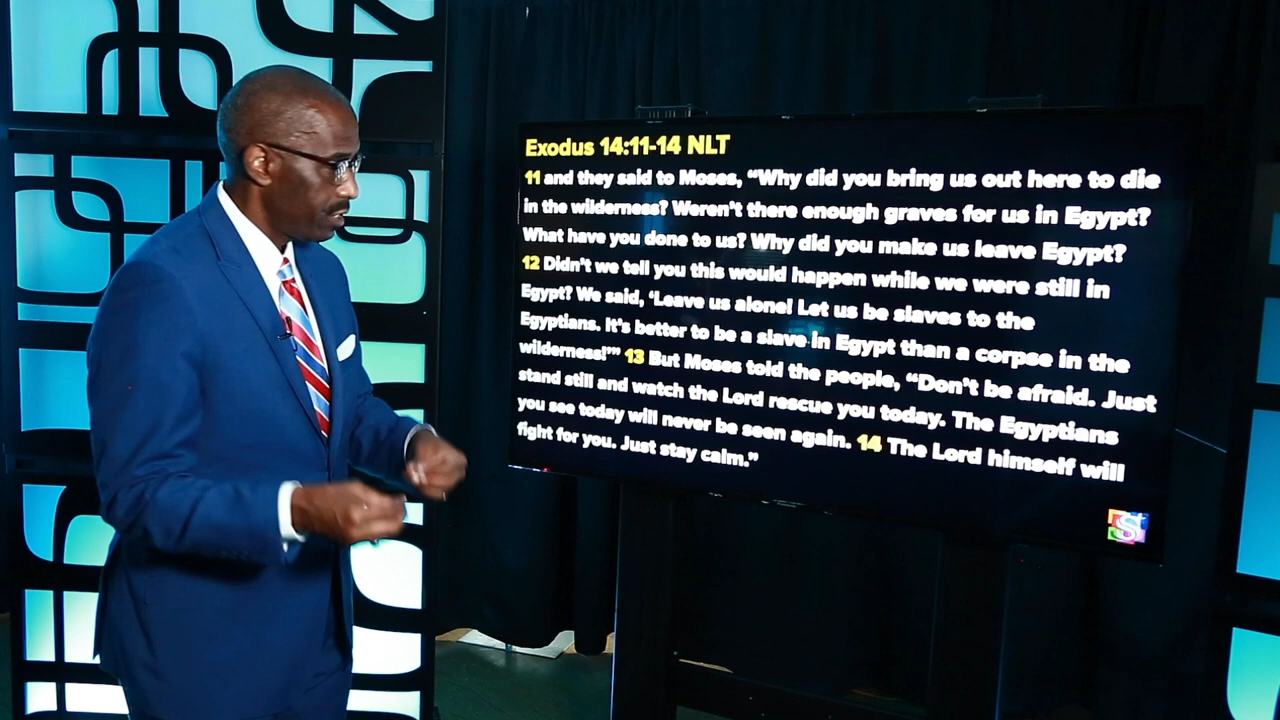 Exodus 14:11-14 NLT
11 and they said to Moses, “Why did you bring us out here to die
in the wilderness? Weren’t there enough graves for us in Egypt?
What have you done to us? Why did you make us leave Egypt?
12 Didn’t we tell you this would happen while we were still in
Egypt? We said, ‘Leave us alone! Let us be slaves to the
Egyptians. It’s better to be a slave in Egypt than a corpse in the
wilderness!’” 13 But Moses told the people, “Don’t be afraid. Just
stand still and watch the Lord rescue you today. The Egyptians
you see today will never be seen again. 14 The Lord himself will
fight for you. Just stay calm.”
S